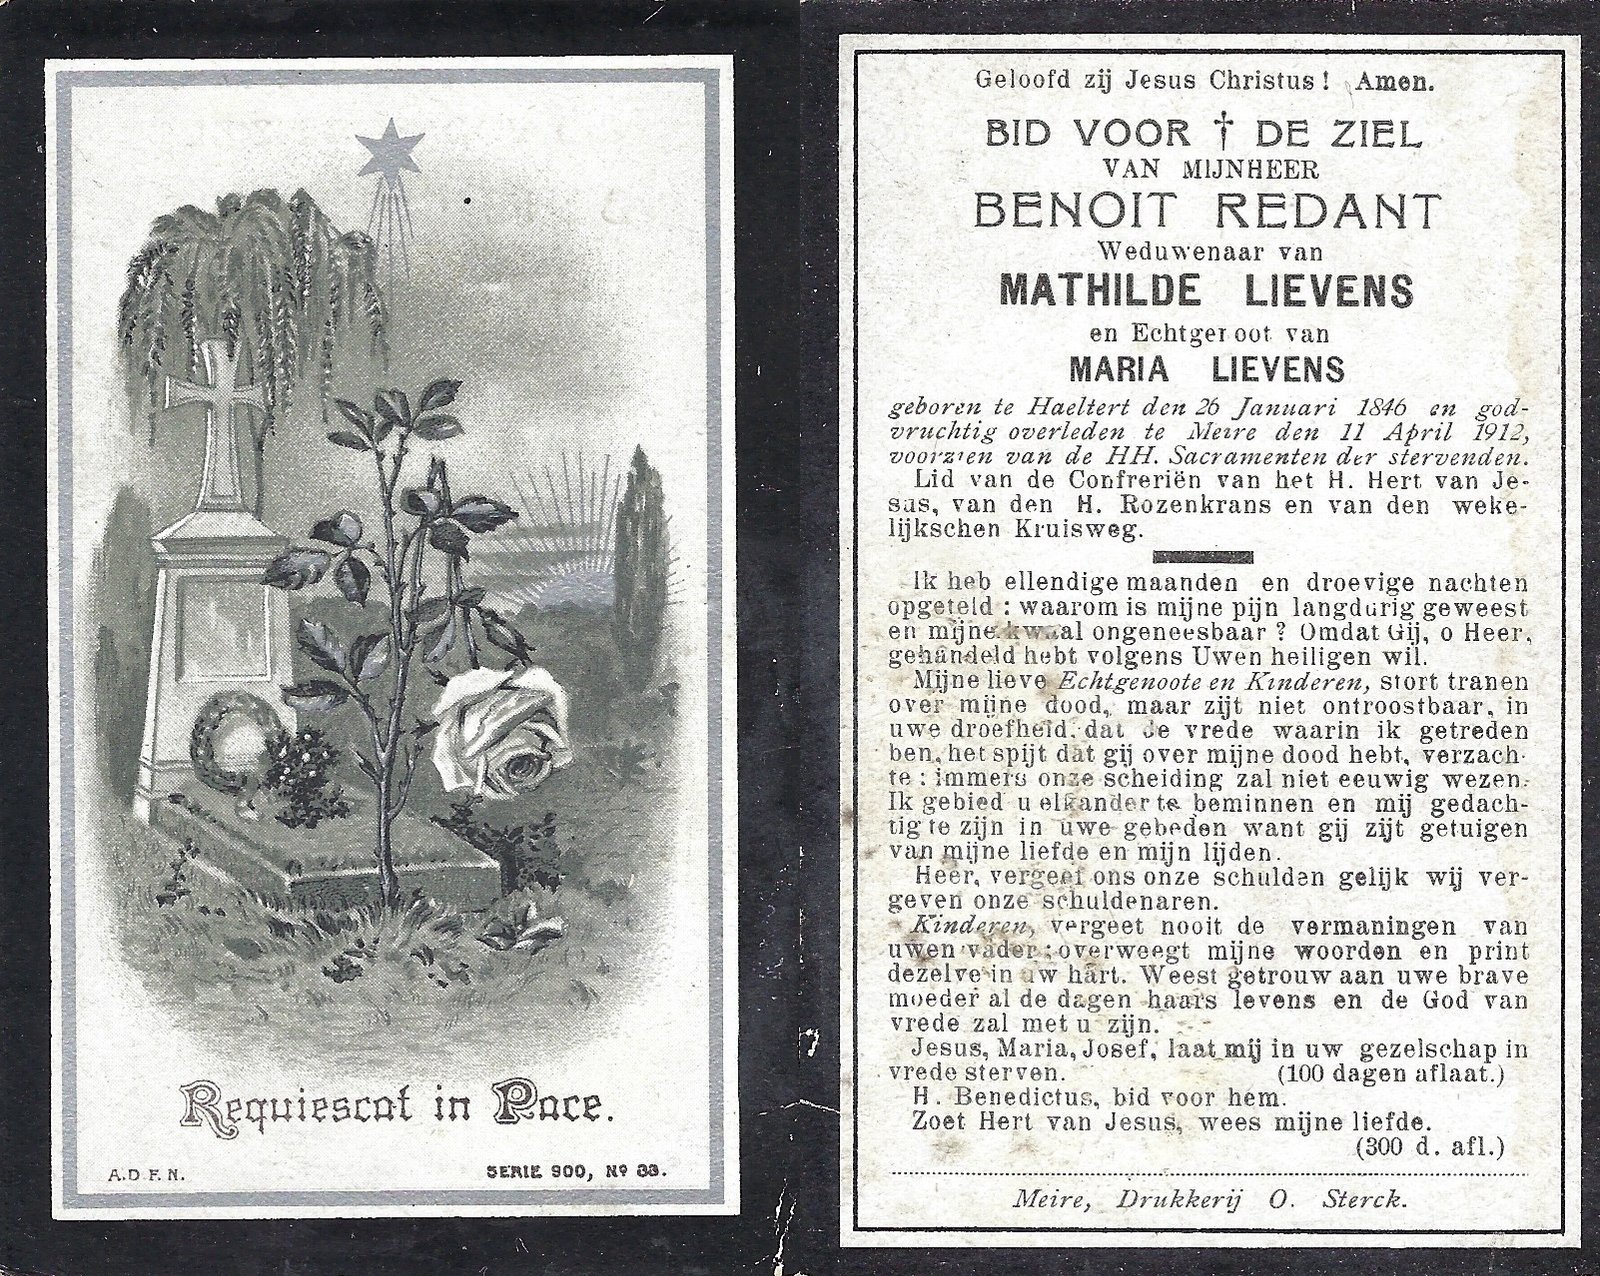 Requiescat in Pace.
A.D.F.N.
SERIE 900, Nº 33.
Geloofd zij Jesus Christus! Amen.
BID VOOR † DE ZIEL
VAN MIJNHEER
BENOIT REDANT
Weduwenaar van
MATHILDE LIEVENS
en Echtgenoot van
MARIA LIEVENS
geboren te Haeltert den 26 Januari 1846 en god-
vruchtig overleden te Meire den 11 April 1912,
voorzien van de HH. Sacramenten der stervenden.
Lid van de Confreriën van het H. Hert van Je-
sus, van den H. Rozenkrans en van den weke-
lijkschen Kruisweg.
Ik heb ellendige maanden en droevige nachten
opgeteld : waarom is mijne pijn langdurig geweest
en mijne kwaal ongeneesbaar ? Omdat Gij, o Heer,
gehandeld hebt volgens Uwen heiligen wil.
Mijne lieve Echtgenoote en Kinderen, stort tranen
over mijne dood, maar zijt niet ontroostbaar, in
uwe droefheid, dat de vrede waarin ik getreden
ben, het spijt dat gij over mijne dood hebt, verzach-
te : immers onze scheiding zal niet eeuwig wezen.
Ik gebied u elkander te beminnen en mij gedach-
tig te zijn in uwe gebeden want gij zijt getuigen
van mijne liefde en mijn lijden.
Heer, vergeef ons onze schulden gelijk wij ver-
geven onze schuldenaren.
Kinderen, vergeet nooit de vermaningen van
uwen vader ; overweegt mijne woorden en print
dezelve in uw hart. Weest getrouw aan uwe brave
moeder al de dagen haars levens en de God van
vrede zal met u zijn.
Jesus, Maria, Josef, laat mij in uw gezelschap in
vrede sterven. (100 dagen aflaat.)
H. Benedictus, bid voor hem.
Zoet Hert van Jesus, wees mijne liefde.
(300 d. afl.)
Meire, Drukkerij O. Sterck.